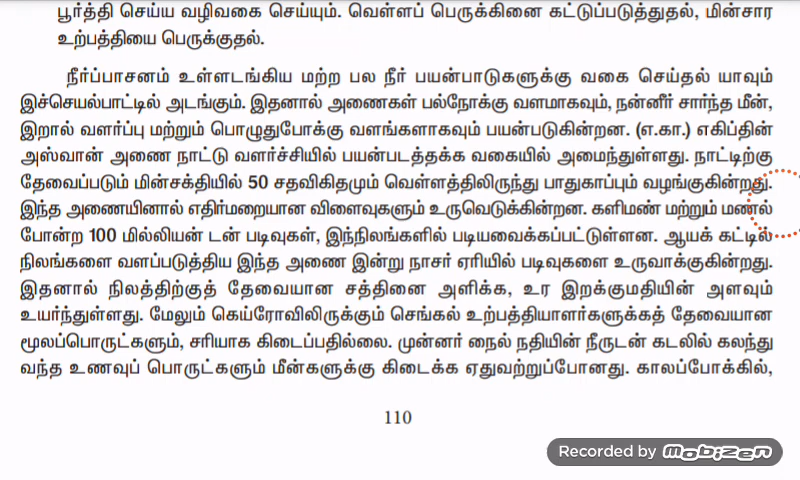 பூர்த்தி செய்ய வழிவகை செய்யும். வெள்ளப் பெருக்கினை கட்டுப்படுத்துதல், மின்சார
உற்பத்தியை பெருக்குதல்.
நீர்ப்பாசனம் உள்ளடங்கிய மற்ற பல நீர் பயன்பாடுகளுக்கு வகை செய்தல் யாவும்
இச்செயல்பாட்டில் அடங்கும். இதனால் அணைகள் பல்நோக்கு வளமாகவும், நன்னீர் சார்ந்த மீன்,
இறால் வளர்ப்பு மற்றும் பொழுதுபோக்கு வளங்களாகவும் பயன்படுகின்றன. (எ.கா.) எகிப்தின்
அஸ்வான் அணை நாட்டு வளர்ச்சியில் பயன்படத்தக்க வகையில் அமைந்துள்ளது. நாட்டிற்கு
தேவைப்படும் மின்சக்தியில் 50 சதவிகிதமும் வெள்ளத்திலிருந்து பாதுகாப்பும் வழங்குகின்றது.
இந்த அணையினால் எதிர்மறையான விளைவுகளும் உருவெடுக்கின்றன. களிமண் மற்றும் மணல்
போன்ற 100 மில்லியன் டன் படிவுகள், இந்நிலங்களில் படியவைக்கப்பட்டுள்ளன. ஆயக் கட்டில்
நிலங்களை வளப்படுத்திய இந்த அணை இன்று நாசர் ஏரியில் படிவுகளை உருவாக்குகின்றது.
இதனால் நிலத்திற்குத் தேவையான சத்தினை அளிக்க, உர இறக்குமதியின் அளவும்
உயர்ந்துள்ளது. மேலும் கெய்ரோவிலிருக்கும் செங்கல் உற்பத்தியாளர்களுக்கத் தேவையான
மூலப்பொருட்களும், சரியாக கிடைப்பதில்லை. முன்னர் நைல் நதியின் நீருடன் கடலில் கலந்து
வந்த உணவுப் பொருட்களும் மீன்களுக்கு கிடைக்க ஏதுவற்றுப்போனது. காலப்போக்கில்,
110
Recorded by mobizen